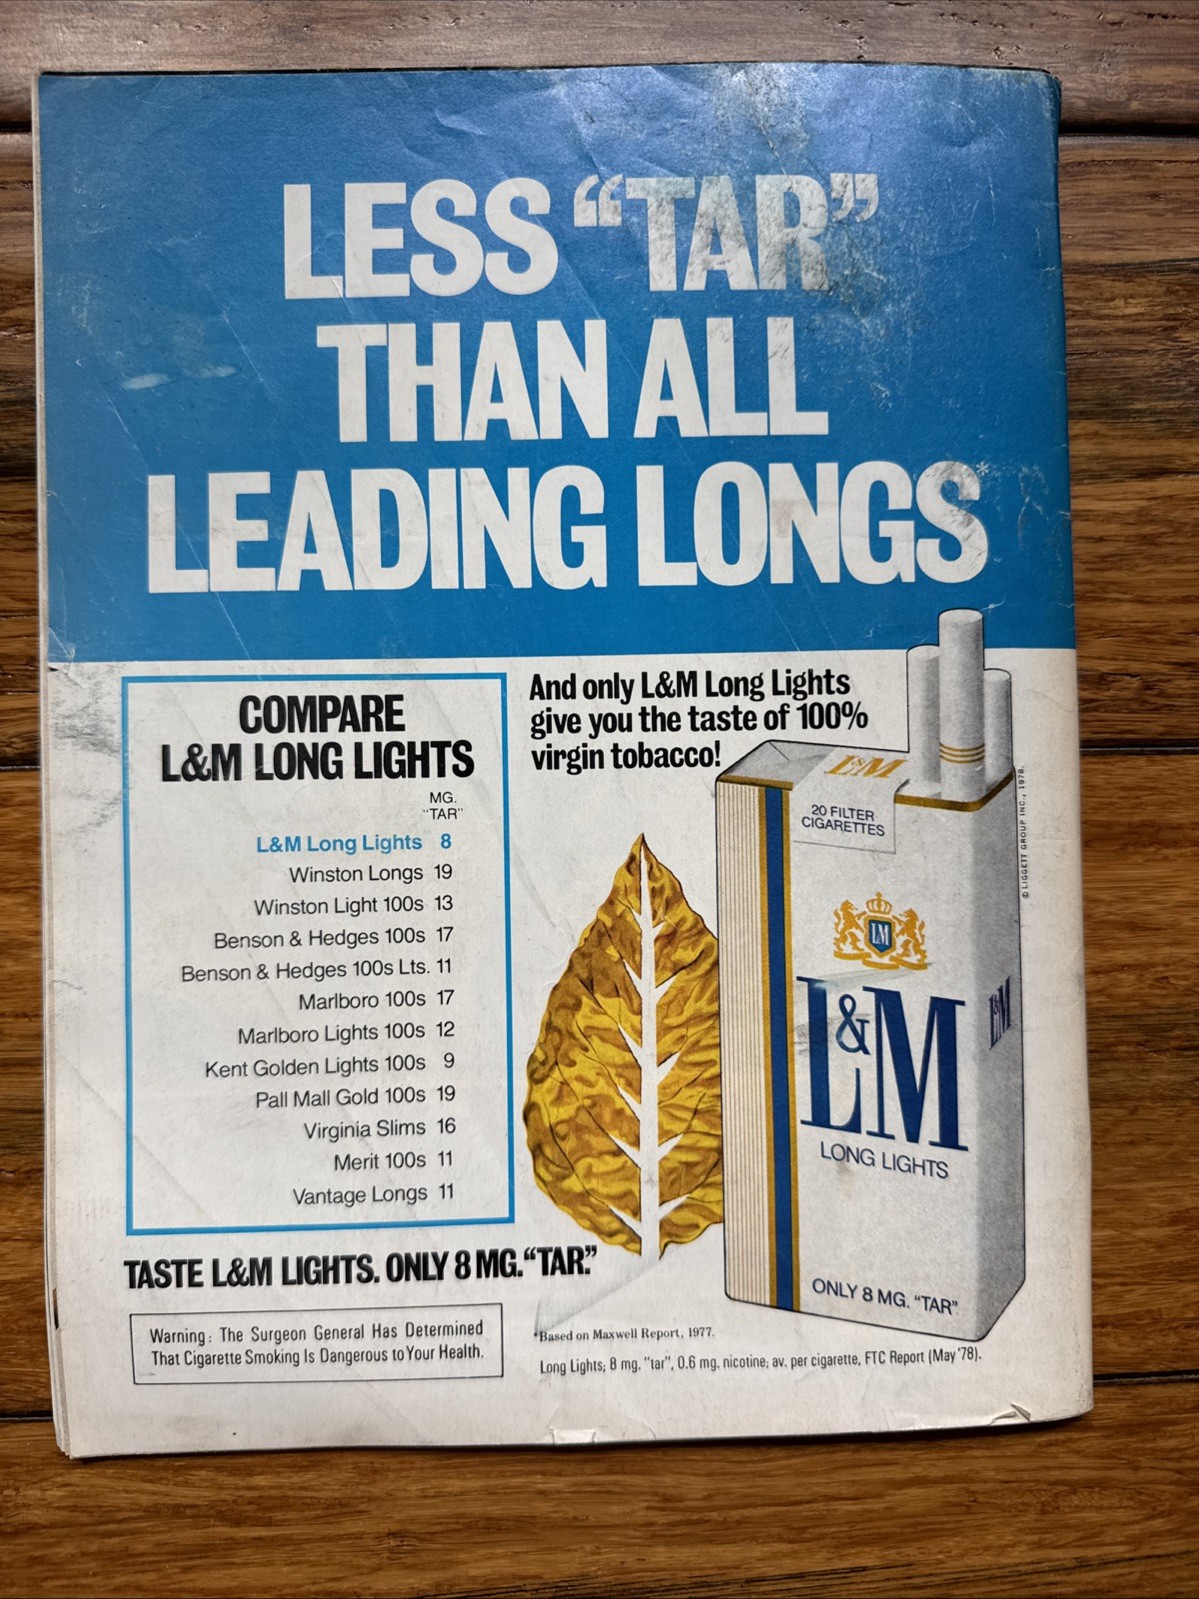 LESS “TAR”
THAN ALL
LEADING LONGS*
COMPARE
L&M LONG LIGHTS
MG.
"TAR"
L&M Long Lights 8
Winston Longs 19
Winston Light 100s 13
Benson & Hedges 100s 17
Benson & Hedges 100s Lts. 11
Marlboro 100s 17
Marlboro Lights 100s 12
Kent Golden Lights 100s 9
Pall Mall Gold 100s 19
Virginia Slims 16
Merit 100s 11
Vantage Longs 11
TASTE L&M LIGHTS. ONLY 8 MG.“TAR.”
Warning: The Surgeon General Has Determined
That Cigarette Smoking Is Dangerous to Your Health.
And only L&M Long Lights
give you the taste of 100%
virgin tobacco!
L&M
20 FILTER
CIGARETTES
L&M
L&M
LONG LIGHTS
L&M
ONLY 8 MG. “TAR”
© LIGGETT GROUP INC., 1978.
*Based on Maxwell Report, 1977.
Long Lights; 8 mg. "tar", 0.6 mg. nicotine; av. per cigarette, FTC Report (May '78).